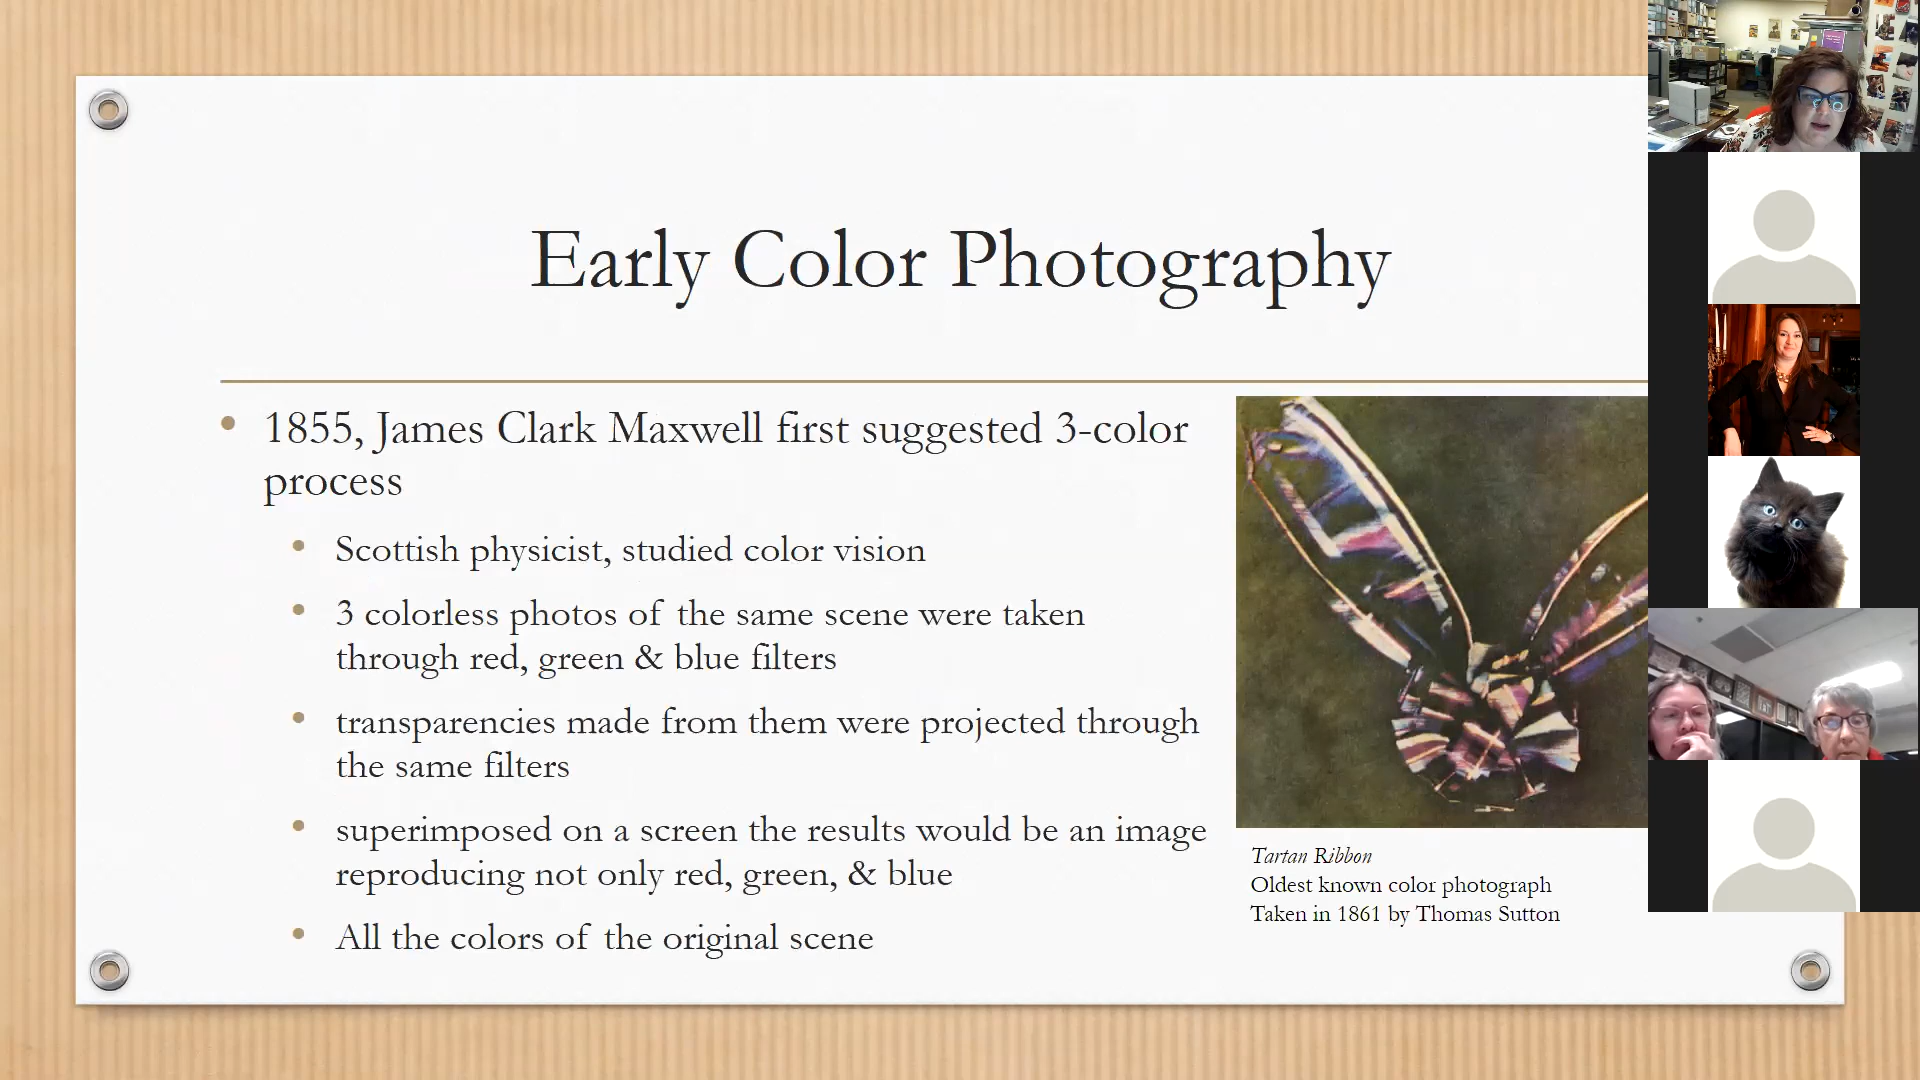 Early Color Photography
1855, James Clark Maxwell first suggested 3-color
process
Scottish physicist, studied color vision
3 colorless photos of the same scene were taken
through red, green & blue filters
transparencies made from them were projected through
the same filters
superimposed on a screen the results would be an image
reproducing not only red, green, & blue
All the colors of the original scene
Tartan Ribbon
Oldest known color photograph
Taken in 1861 by Thomas Sutton